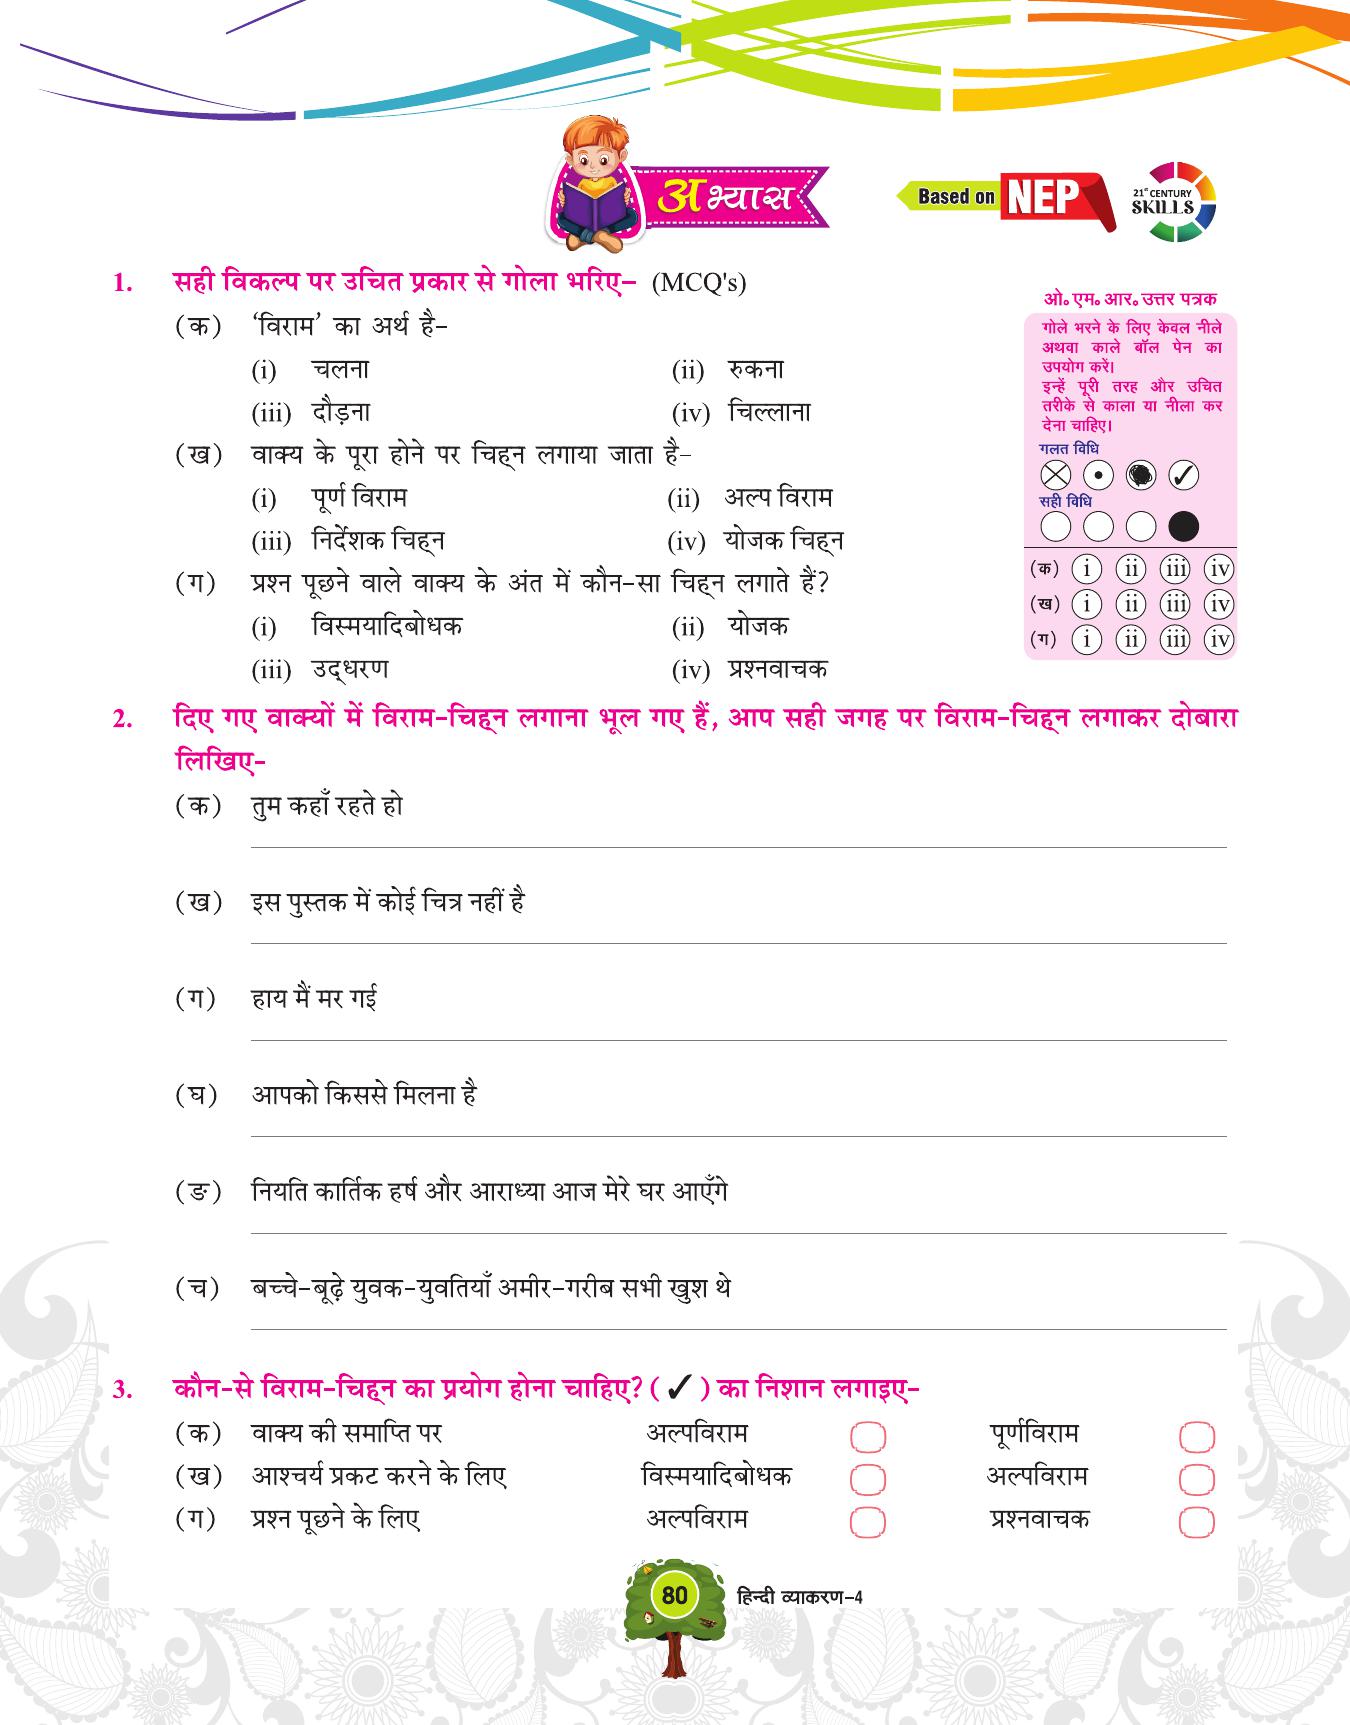 अभ्यास
Based on NEP
21st CENTURY
SKILLS
1. सही विकल्प पर उचित प्रकार से गोला भरिए– (MCQ's)
(क) ‘विराम’ का अर्थ है–
(i) चलना (ii) रुकना
(iii) दौड़ना (iv) चिल्लाना
(ख) वाक्य के पूरा होने पर चिह्न लगाया जाता है–
(i) पूर्ण विराम (ii) अल्प विराम
(iii) निर्देशक चिह्न (iv) योजक चिह्न
(ग) प्रश्न पूछने वाले वाक्य के अंत में कौन–सा चिह्न लगाते हैं?
(i) विस्मयादिबोधक (ii) योजक
(iii) उद्धरण (iv) प्रश्नवाचक
ओ॰ एम॰ आर॰ उत्तर पत्रक
गोले भरने के लिए केवल नीले
अथवा काले बॉल पेन का
उपयोग करें।
इन्हें पूरी तरह और उचित
तरीके से काला या नीला कर
देना चाहिए।
गलत विधि
सही विधि
(क) i ii iii iv
(ख) i ii iii iv
(ग) i ii iii iv
2. दिए गए वाक्यों में विराम–चिह्न लगाना भूल गए हैं, आप सही जगह पर विराम–चिह्न लगाकर दोबारा
लिखिए–
(क) तुम कहाँ रहते हो
(ख) इस पुस्तक में कोई चित्र नहीं है
(ग) हाय मैं मर गई
(घ) आपको किससे मिलना है
(ङ) नियति कार्तिक हर्ष और आराध्या आज मेरे घर आएँगे
(च) बच्चे–बूढ़े युवक–युवतियाँ अमीर–गरीब सभी खुश थे
3. कौन–से विराम–चिह्न का प्रयोग होना चाहिए? (✓) का निशान लगाइए–
(क) वाक्य की समाप्ति पर अल्पविराम पूर्णविराम
(ख) आश्चर्य प्रकट करने के लिए विस्मयादिबोधक अल्पविराम
(ग) प्रश्न पूछने के लिए अल्पविराम प्रश्नवाचक
80 हिन्दी व्याकरण–4